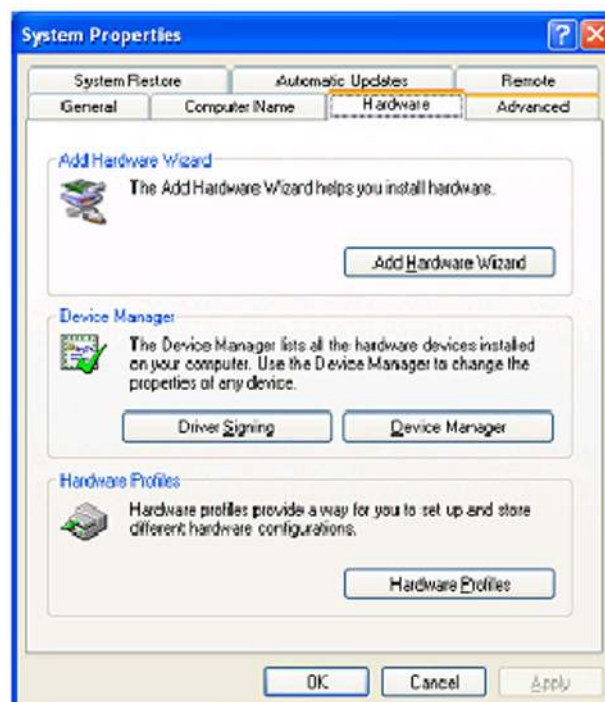 System Properties
System Restore Automatic Updates Remote
General Computer Name Hardware Advanced
Add Hardware Wizard
The Add Hardware Wizard helps you install hardware.
Add Hardware Wizard
Device Manager
The Device Manager lists all the hardware devices installed
on your computer. Use the Device Manager to change the
properties of any device.
Driver Signing Device Manager
Hardware Profiles
Hardware profiles provide a way for you to set up and store
different hardware configurations.
Hardware Profiles
OK Cancel Apply